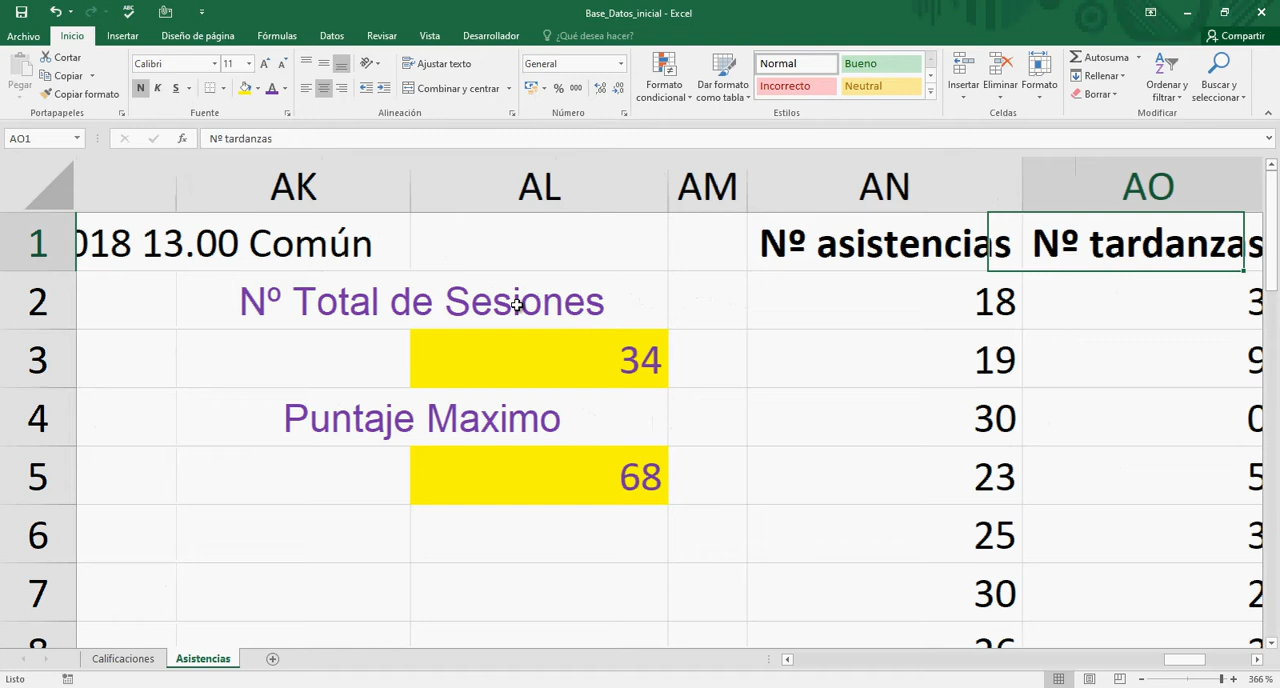 Base_Datos_inicial - Excel
Archivo Inicio Insertar Diseño de página Fórmulas Datos Revisar Vista Desarrollador ¿Qué desea hacer? Compartir
Pegar
Cortar
Copiar
Copiar formato
Portapapeles
Calibri 11
N K S
Fuente
Ajustar texto
Combinar y centrar
Alineación
General
% 000
Número
Formato condicional
Dar formato como tabla
Normal Bueno
Incorrecto Neutral
Estilos
Insertar Eliminar Formato
Celdas
Autosuma
Rellenar
Borrar
Ordenar y filtrar
Buscar y seleccionar
Modificar
AO1 fx Nº tardanzas
AK AL AM AN AO
1 018 13.00 Común Nº asistencias Nº tardanzas
2 Nº Total de Sesiones 18 3
3 34 19 9
4 Puntaje Maximo 30 0
5 68 23 5
6 25 3
7 30 2
8 26 2
Calificaciones Asistencias
Listo 366 %